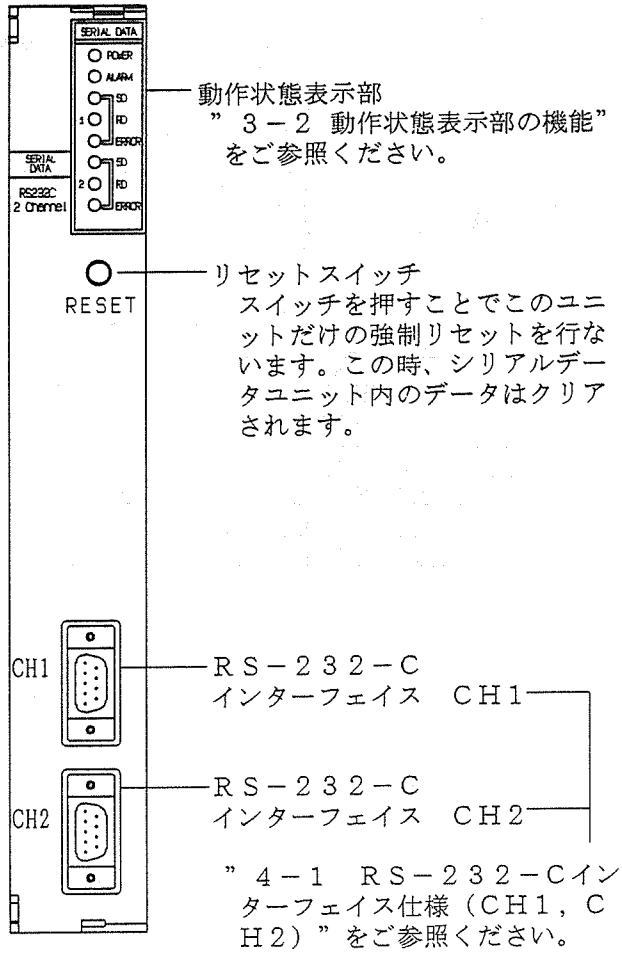 SERIAL DATA
POWER
ALARM
SD
1 RD
ERROR
SD
2 RD
ERROR
SERIAL
DATA
RS232C
2 Channel
動作状態表示部
”３－２ 動作状態表示部の機能”
をご参照ください。
RESET
リセットスイッチ
スイッチを押すことでこのユニ
ットだけの強制リセットを行な
います。この時、シリアルデー
タユニット内のデータはクリア
されます。
CH1
ＲＳ－２３２－Ｃ
インターフェイス　ＣＨ１
CH2
ＲＳ－２３２－Ｃ
インターフェイス　ＣＨ２
”４－１　ＲＳ－２３２－Ｃイン
ターフェイス仕様（ＣＨ１，Ｃ
Ｈ２）”をご参照ください。